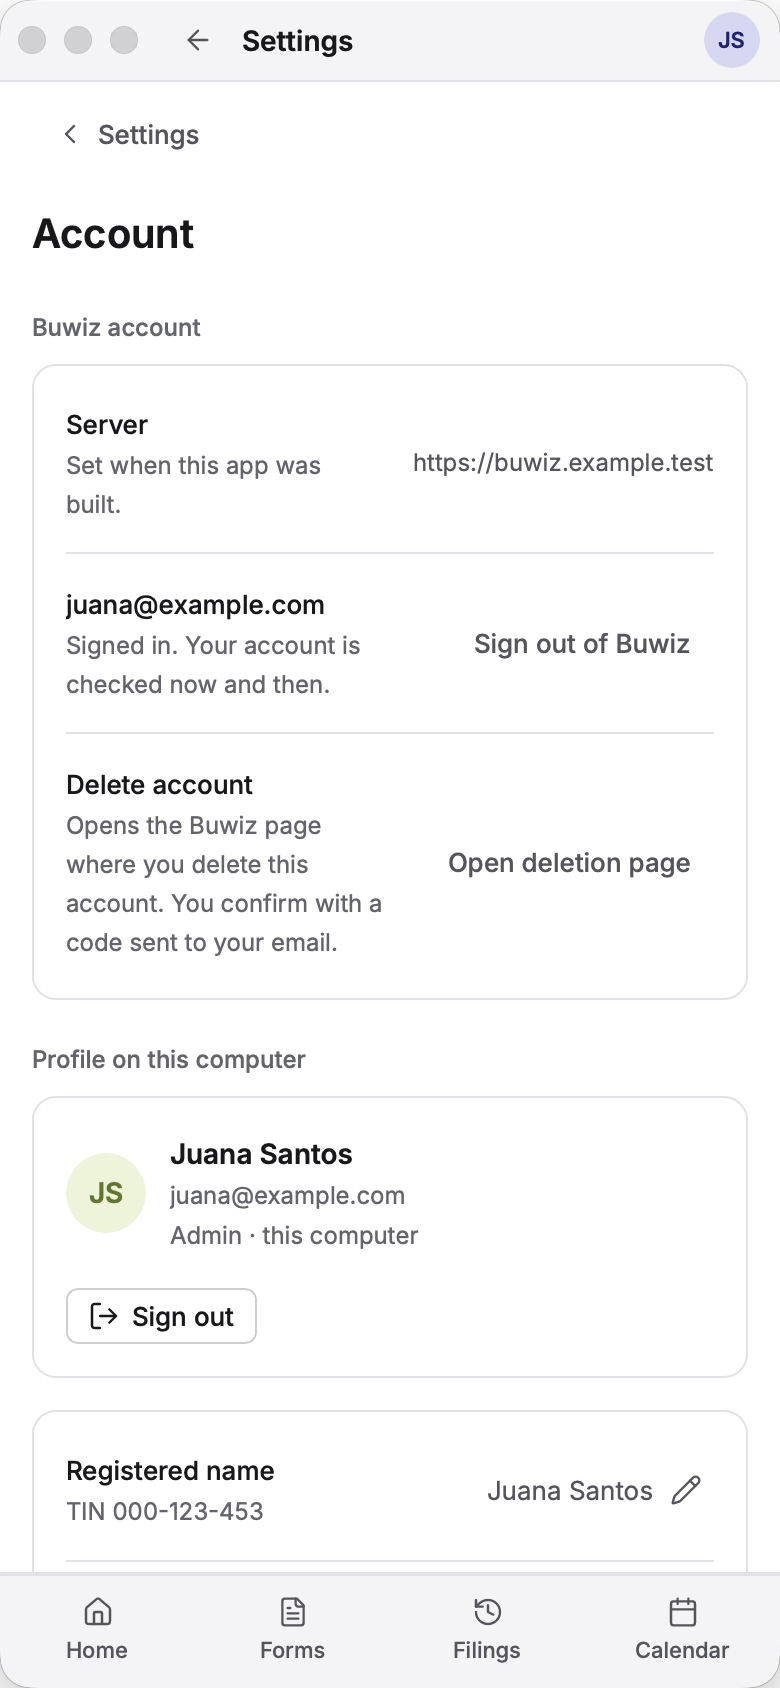 Settings
JS
Settings
Account
Buwiz account
Server
Set when this app was
built.
https://buwiz.example.test
juana@example.com
Signed in. Your account is
checked now and then.
Sign out of Buwiz
Delete account
Opens the Buwiz page
where you delete this
account. You confirm with a
code sent to your email.
Open deletion page
Profile on this computer
JS
Juana Santos
juana@example.com
Admin · this computer
Sign out
Registered name
TIN 000-123-453
Juana Santos
Home
Forms
Filings
Calendar